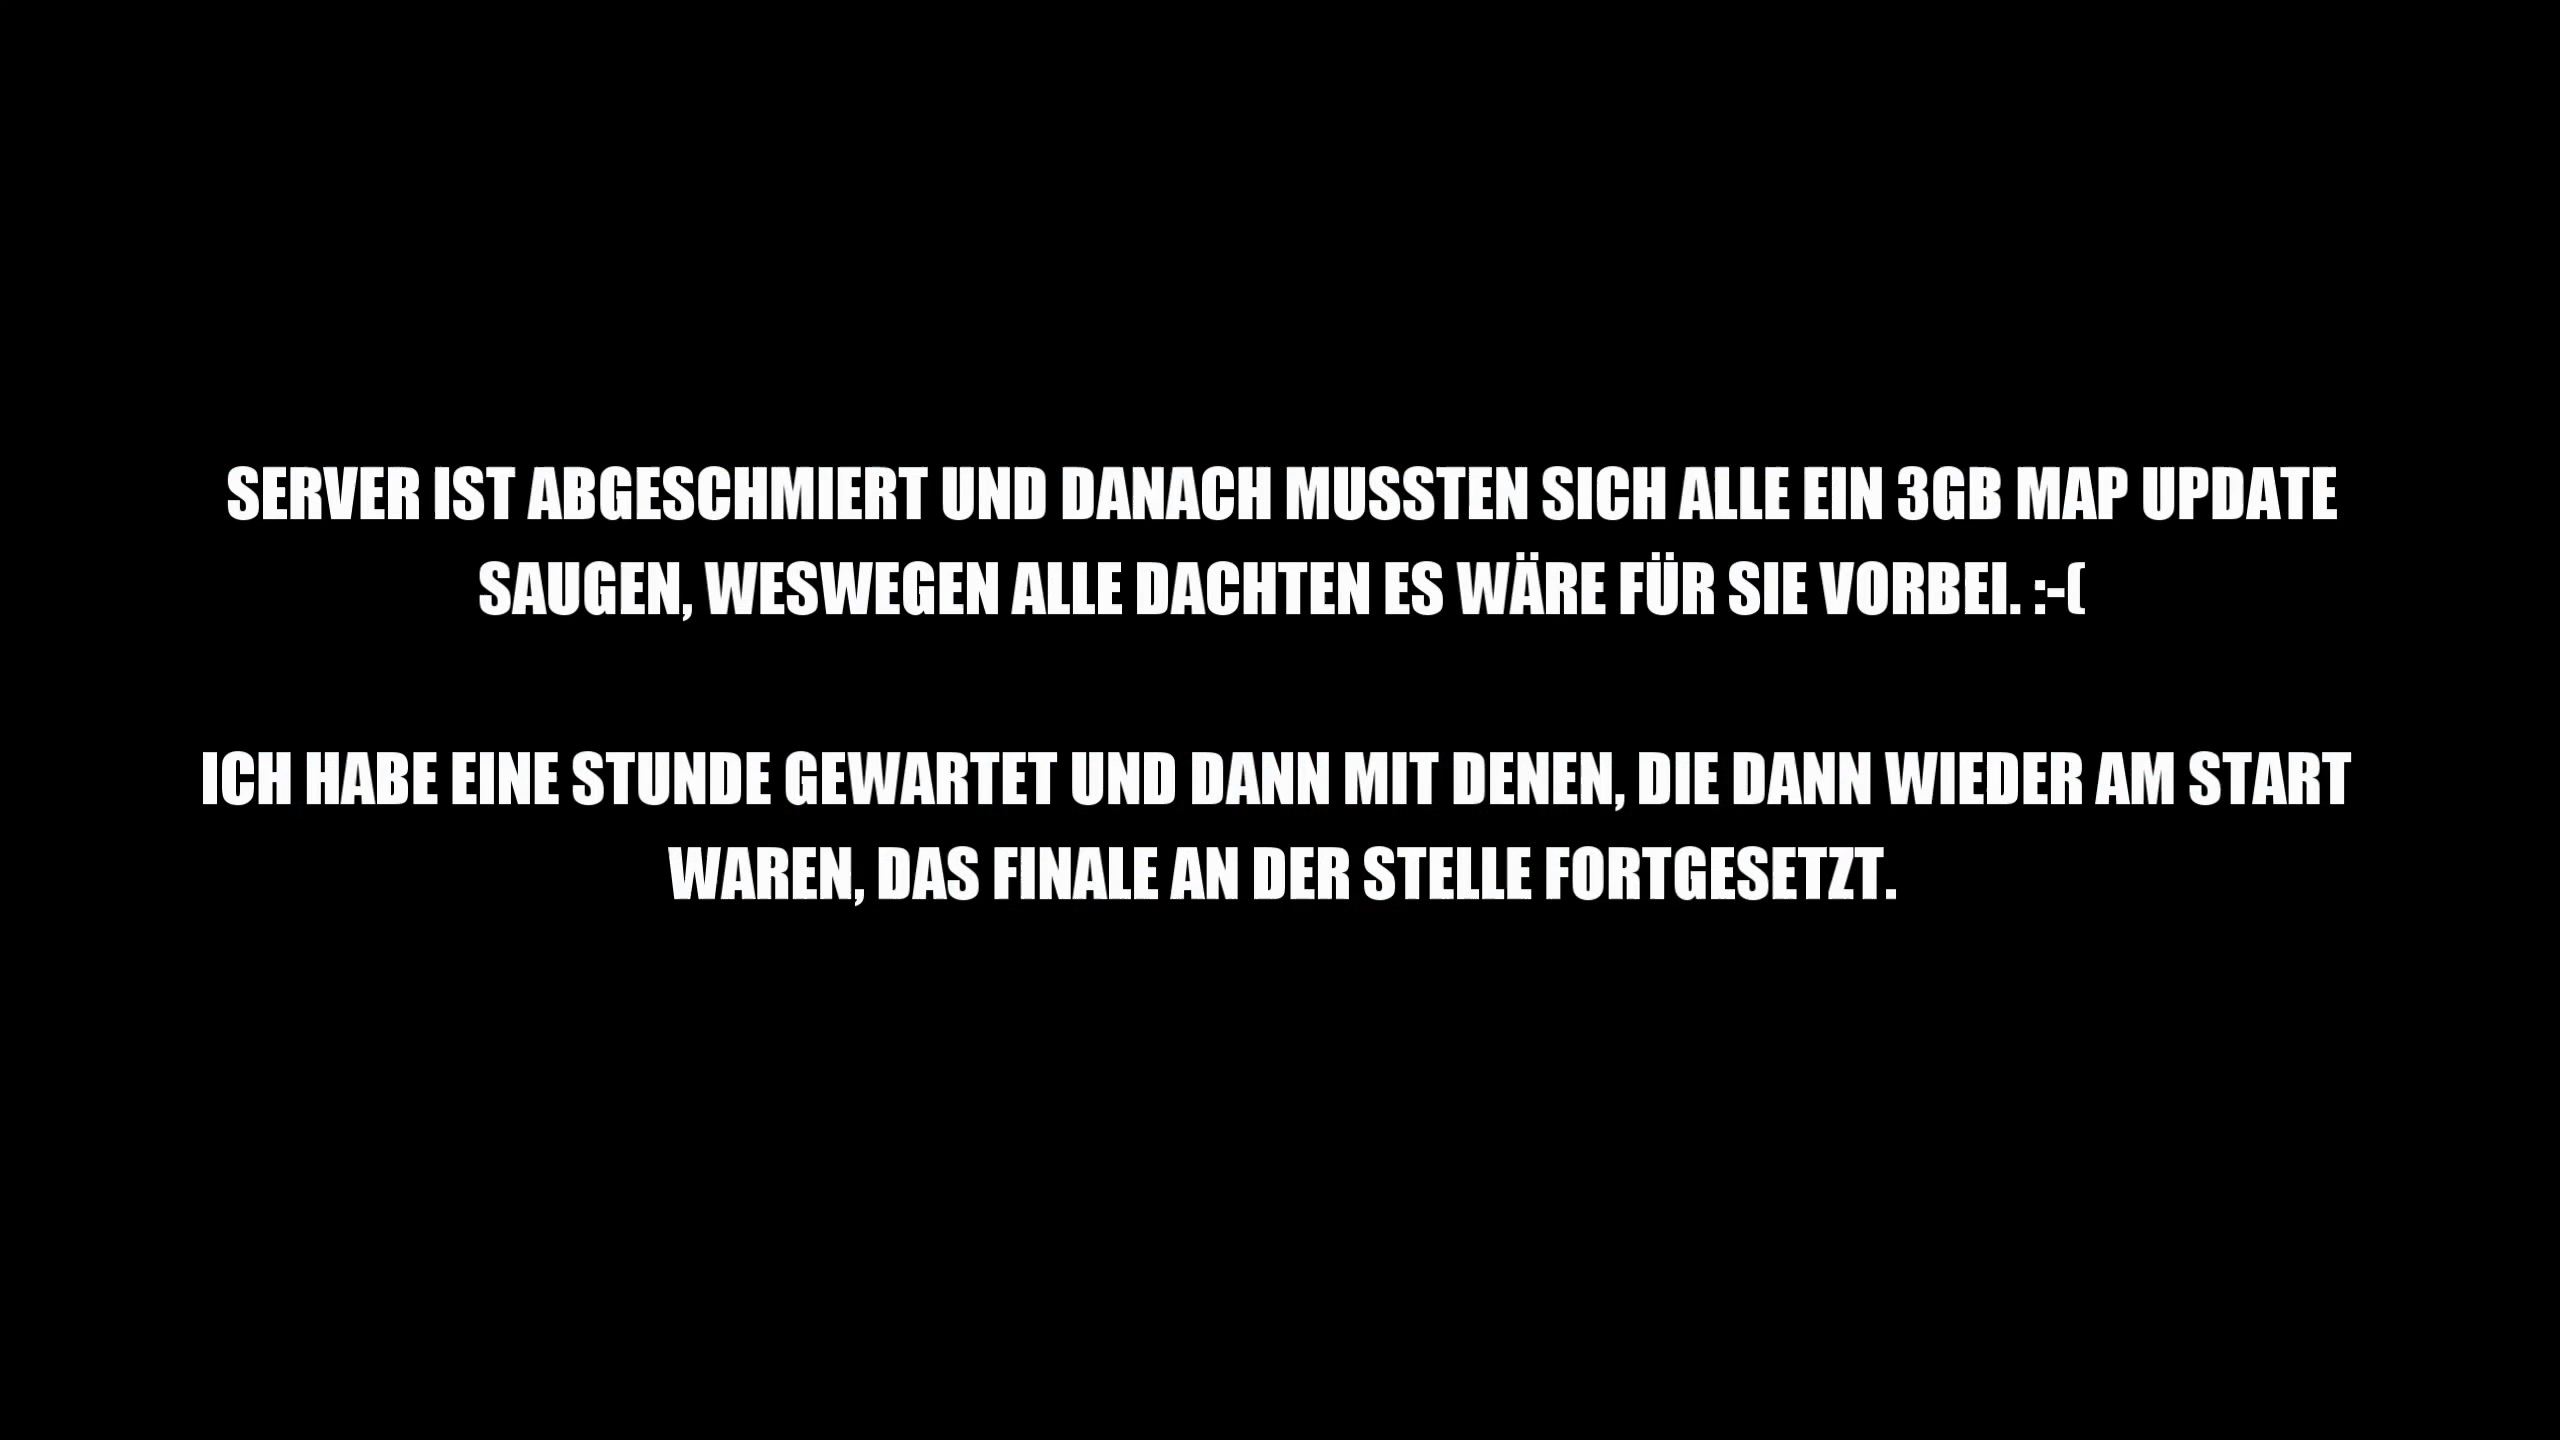 SERVER IST ABGESCHMIERT UND DANACH MUSSTEN SICH ALLE EIN 3GB MAP UPDATE
SAUGEN, WESWEGEN ALLE DACHTEN ES WÄRE FÜR SIE VORBEI. :-(
ICH HABE EINE STUNDE GEWARTET UND DANN MIT DENEN, DIE DANN WIEDER AM START
WAREN, DAS FINALE AN DER STELLE FORTGESETZT.